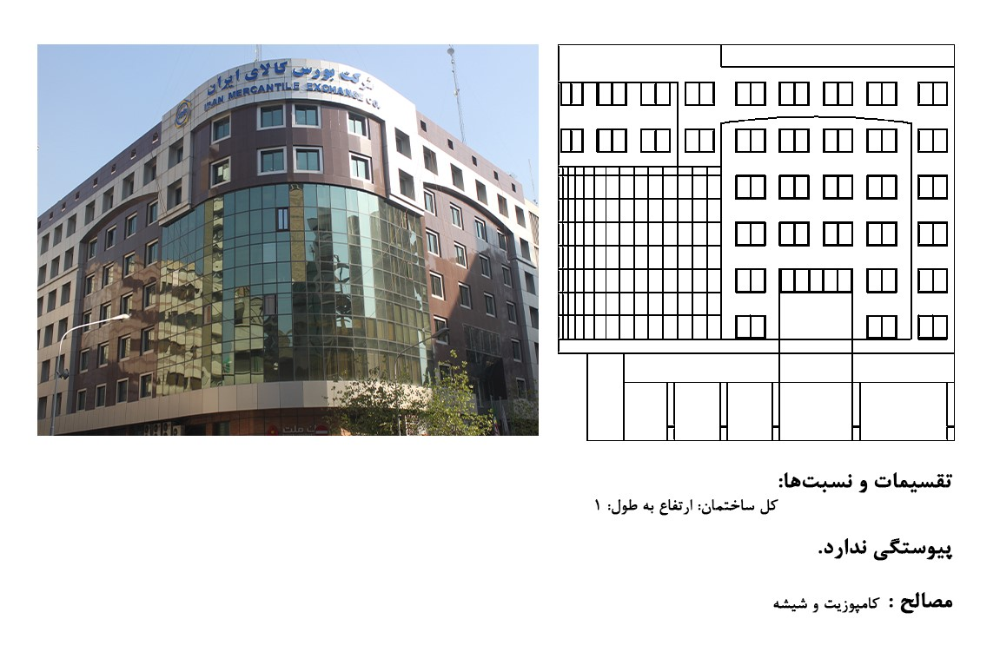 شرکت بورس کالای ایران
IRAN MERCANTILE EXCHANGE CO.
ملت
تقسیمات و نسبت‌ها:
کل ساختمان: ارتفاع به طول: ۱
پیوستگی ندارد.
مصالح : کامپوزیت و شیشه